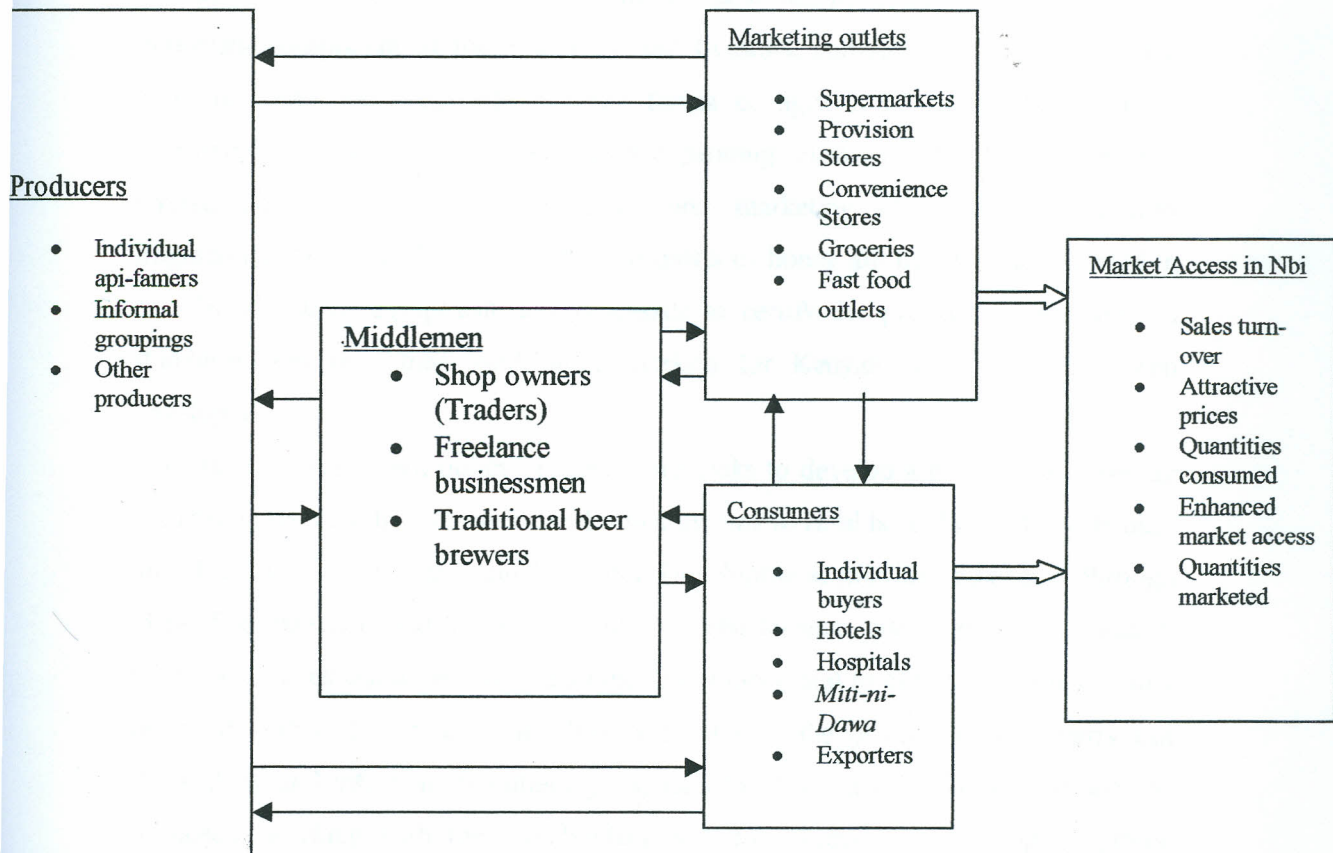 Producers
• Individual
api-famers
• Informal
groupings
• Other
producers
Middlemen
• Shop owners
(Traders)
• Freelance
businessmen
• Traditional beer
brewers
Marketing outlets
• Supermarkets
• Provision
Stores
• Convenience
Stores
• Groceries
• Fast food
outlets
Consumers
• Individual
buyers
• Hotels
• Hospitals
• Miti-ni-
Dawa
• Exporters
Market Access in Nbi
• Sales turn-
over
• Attractive
prices
• Quantities
consumed
• Enhanced
market access
• Quantities
marketed